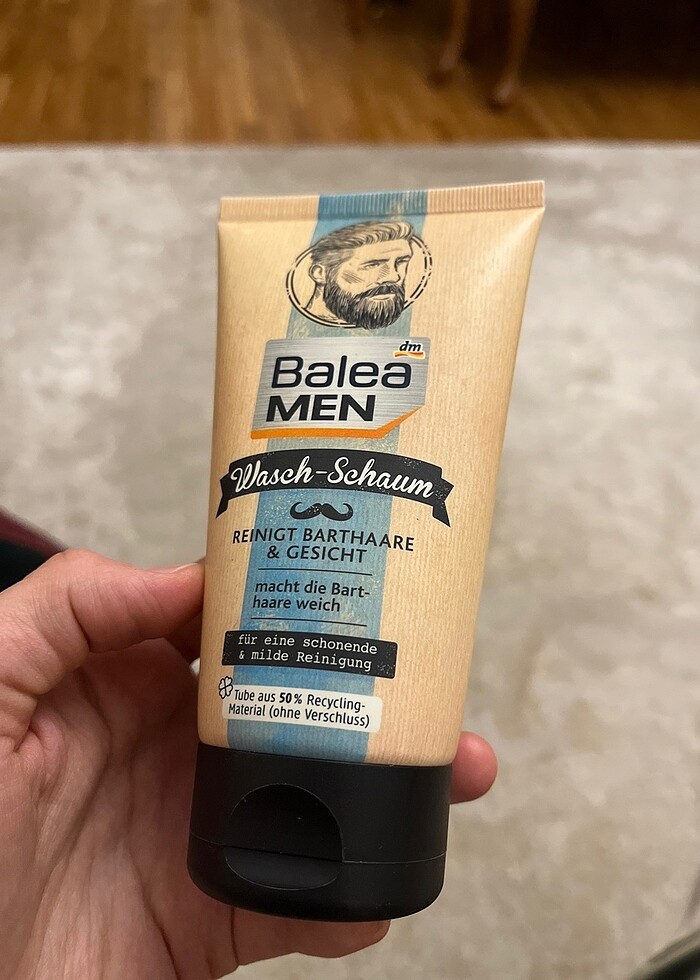 dm
Balea
MEN
Wasch-Schaum
REINIGT BARTHAARE
& GESICHT
macht die Bart-
haare weich
für eine schonende
& milde Reinigung
Tube aus 50% Recycling-
Material (ohne Verschluss)